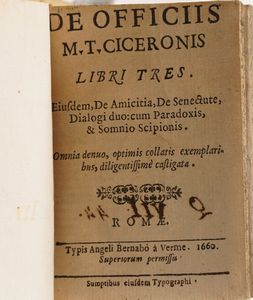 DE OFFICIIS
M.T.CICERONIS
LIBRI TRES.
Eiusdem, De Amicitia, De Senectute,
Dialogi duo: cum Paradoxis,
& Somnio Scipionis.
Omnia denuo, optimis collatis exemplari-
bus, diligentissimè castigata.
ROMÆ
Typis Angeli Bernabò à Verme. 1660.
Superiorum permissu
Sumptibus eiusdem Typographi